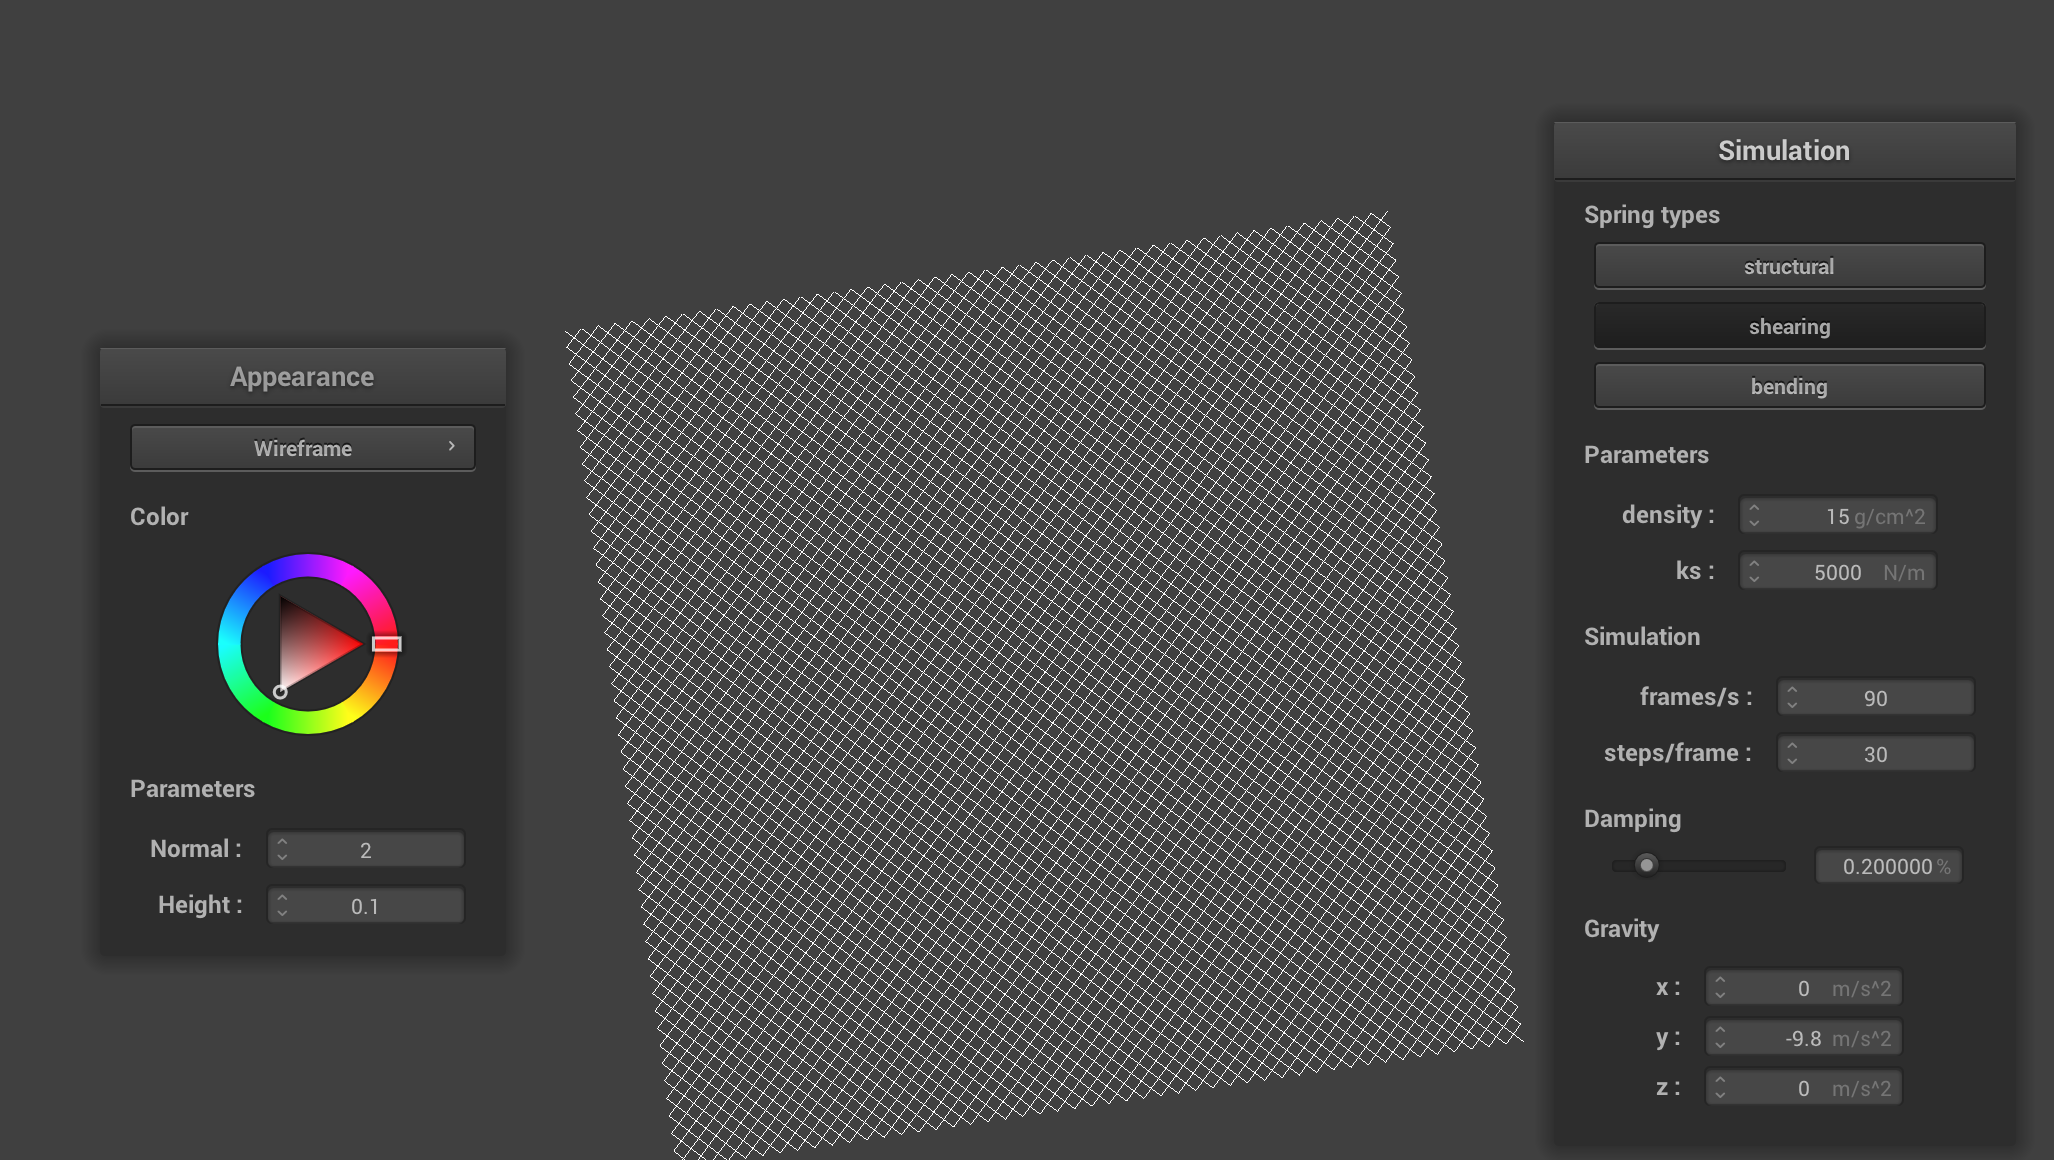 Appearance
Wireframe
Color
Parameters
Normal : 2
Height : 0.1
Simulation
Spring types
structural
shearing
bending
Parameters
density : 15 g/cm^2
ks : 5000 N/m
Simulation
frames/s : 90
steps/frame : 30
Damping
0.200000 %
Gravity
x : 0 m/s^2
y : -9.8 m/s^2
z : 0 m/s^2